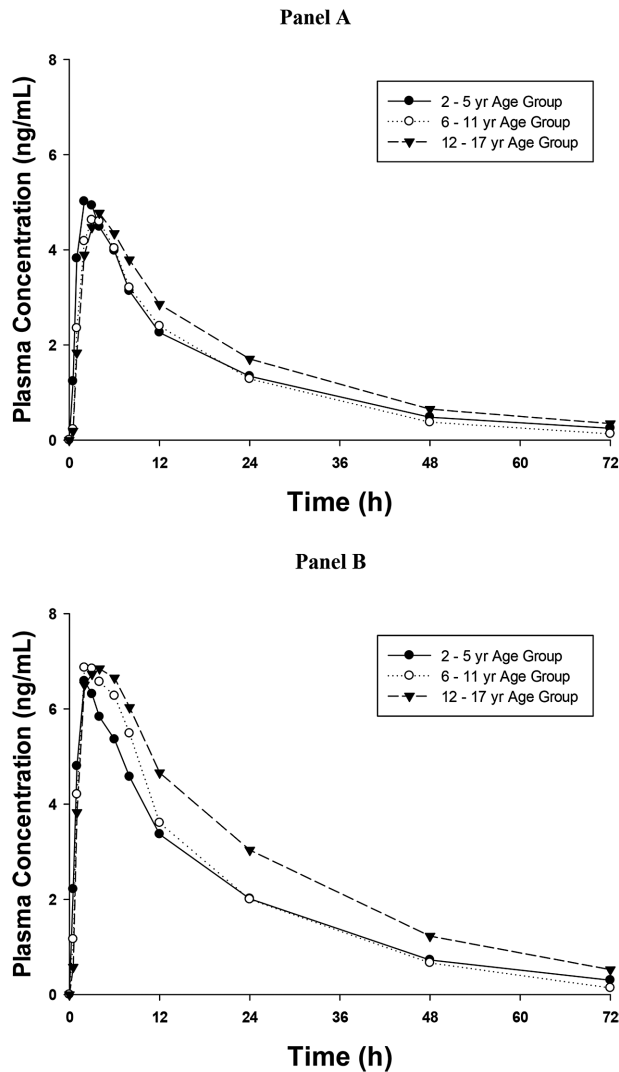 Panel A
Plasma Concentration (ng/mL)
8
6
4
2
0
2 - 5 yr Age Group
6 - 11 yr Age Group
12 - 17 yr Age Group
0 12 24 36 48 60 72
Time (h)
Panel B
Plasma Concentration (ng/mL)
8
6
4
2
0
2 - 5 yr Age Group
6 - 11 yr Age Group
12 - 17 yr Age Group
0 12 24 36 48 60 72
Time (h)